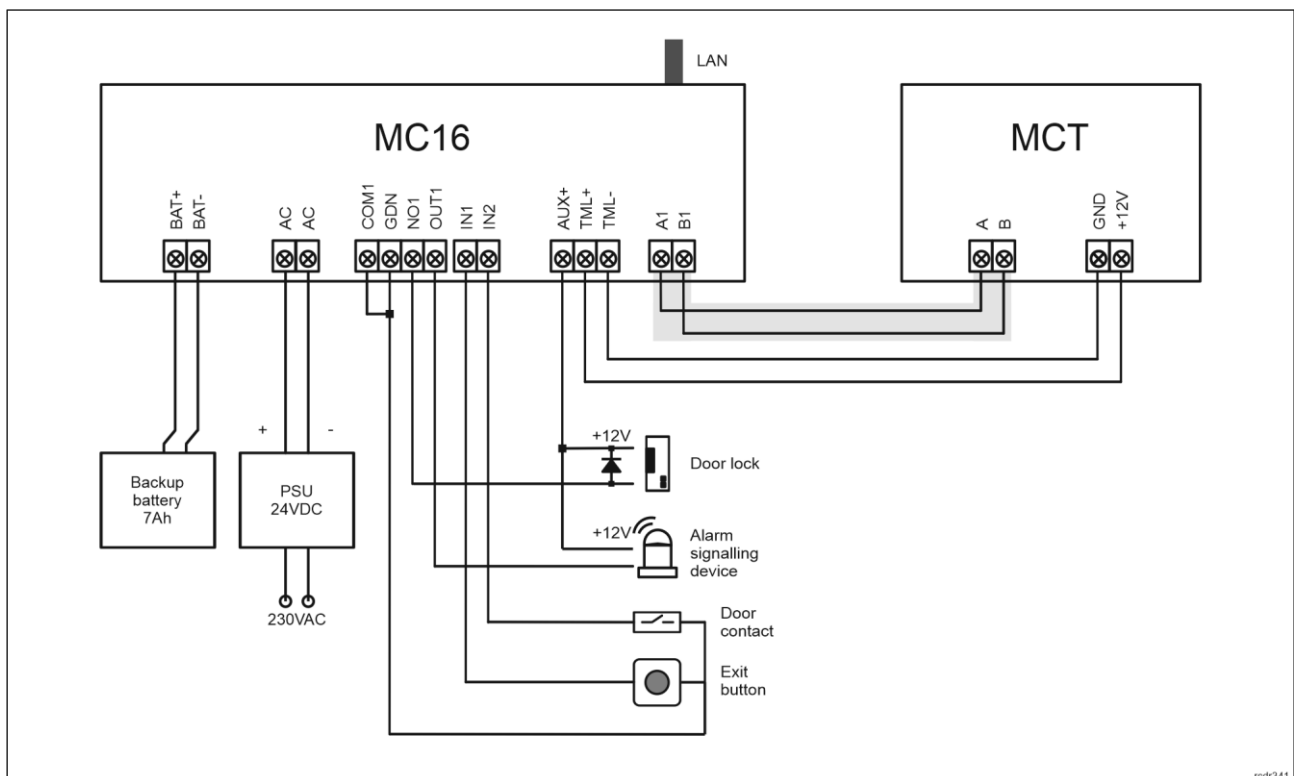 LAN
MC16
MCT
BAT+
BAT-
AC
AC
COM1
GDN
NO1
OUT1
IN1
IN2
AUX+
TML+
TML-
A1
B1
A
B
GND
+12V
+
-
Backup
battery
7Ah
PSU
24VDC
230VAC
+12V
Door lock
+12V
Alarm
signalling
device
Door
contact
Exit
button
rsdr341